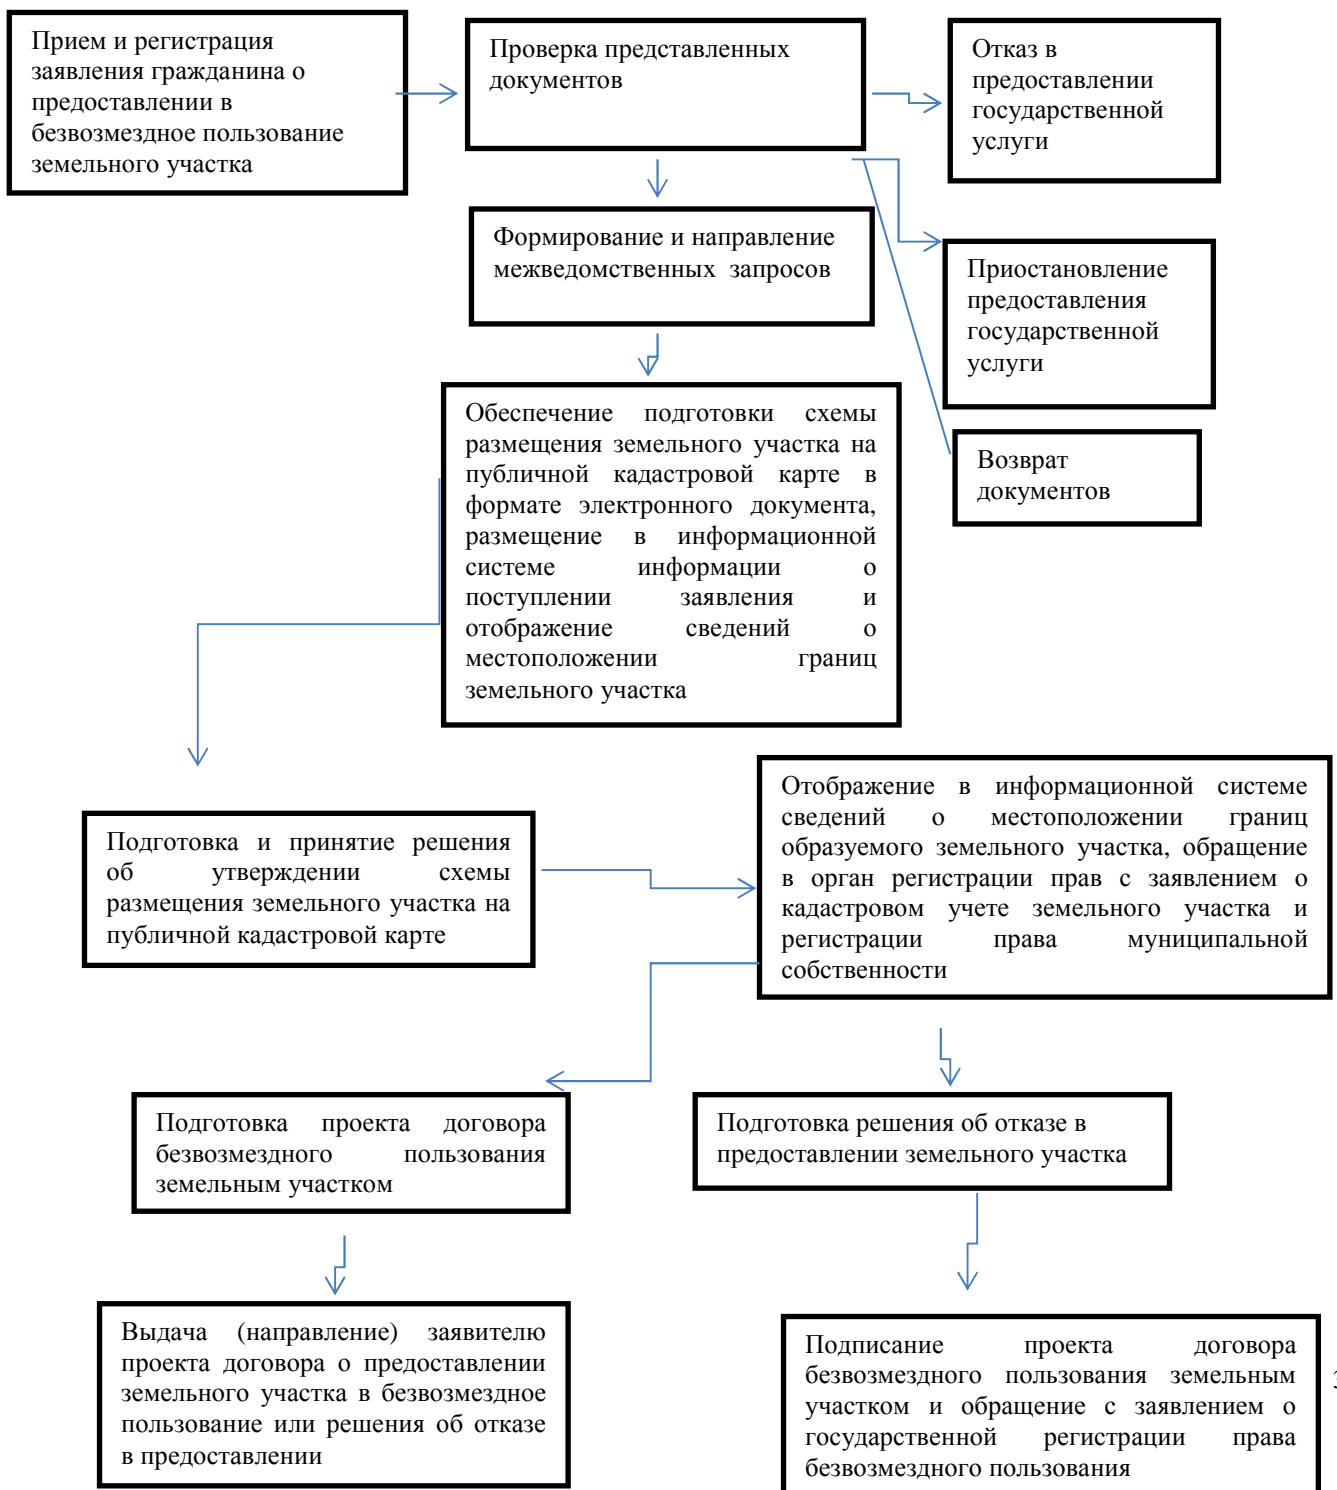 Прием и регистрация
заявления гражданина о
предоставлении в
безвозмездное пользование
земельного участка
Проверка представленных
документов
Отказ в
предоставлении
государственной
услуги
Формирование и направление
межведомственных запросов
Приостановление
предоставления
государственной
услуги
Возврат
документов
Обеспечение подготовки схемы
размещения земельного участка на
публичной кадастровой карте в
формате электронного документа,
размещение в информационной
системе информации о
поступлении заявления и
отображение сведений о
местоположении границ
земельного участка
Подготовка и принятие решения
об утверждении схемы
размещения земельного участка на
публичной кадастровой карте
Отображение в информационной системе
сведений о местоположении границ
образуемого земельного участка, обращение
в орган регистрации прав с заявлением о
кадастровом учете земельного участка и
регистрации права муниципальной
собственности
Подготовка проекта договора
безвозмездного пользования
земельным участком
Подготовка решения об отказе в
предоставлении земельного участка
Выдача (направление) заявителю
проекта договора о предоставлении
земельного участка в безвозмездное
пользование или решения об отказе
в предоставлении
Подписание проекта договора
безвозмездного пользования земельным
участком и обращение с заявлением о
государственной регистрации права
безвозмездного пользования